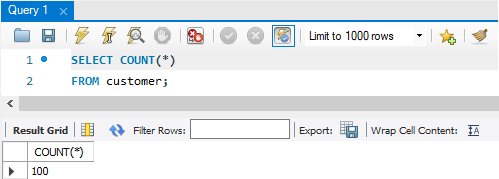 Query 1
Limit to 1000 rows
1 SELECT COUNT(*)
2 FROM customer;
Result Grid Filter Rows: Export: Wrap Cell Content: IA
COUNT(*)
100